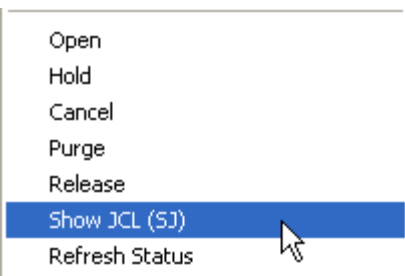 Open
Hold
Cancel
Purge
Release
Show JCL (SJ)
Refresh Status